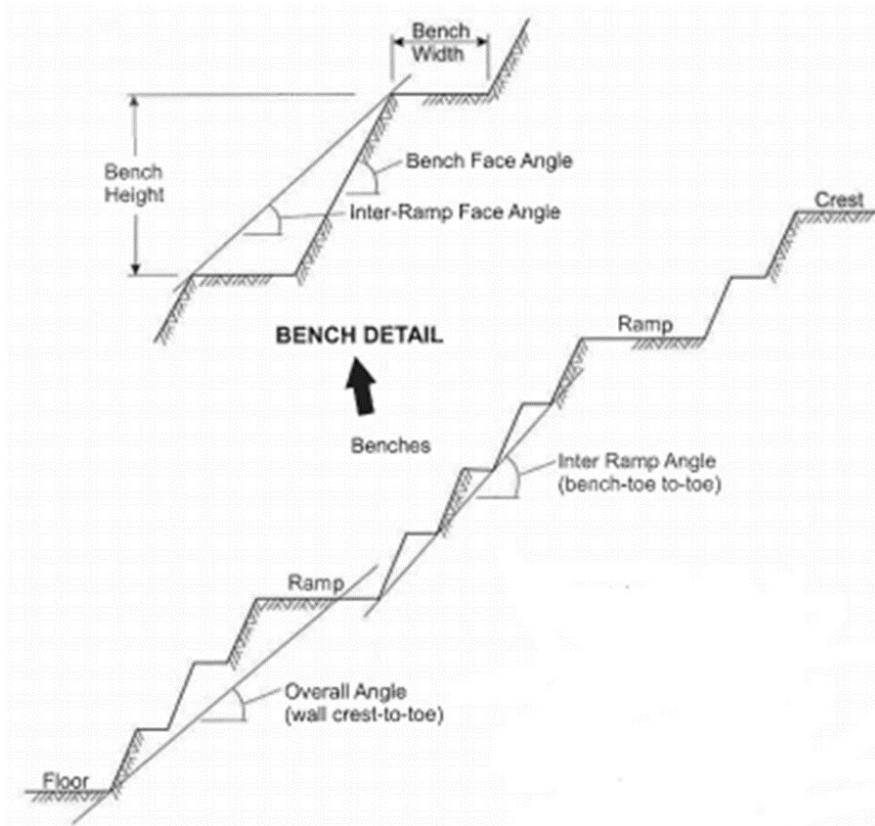 Bench
Width
Bench
Height
Bench Face Angle
Inter-Ramp Face Angle
Crest
Ramp
BENCH DETAIL
Benches
Inter Ramp Angle
(bench-toe to-toe)
Ramp
Overall Angle
(wall crest-to-toe)
Floor